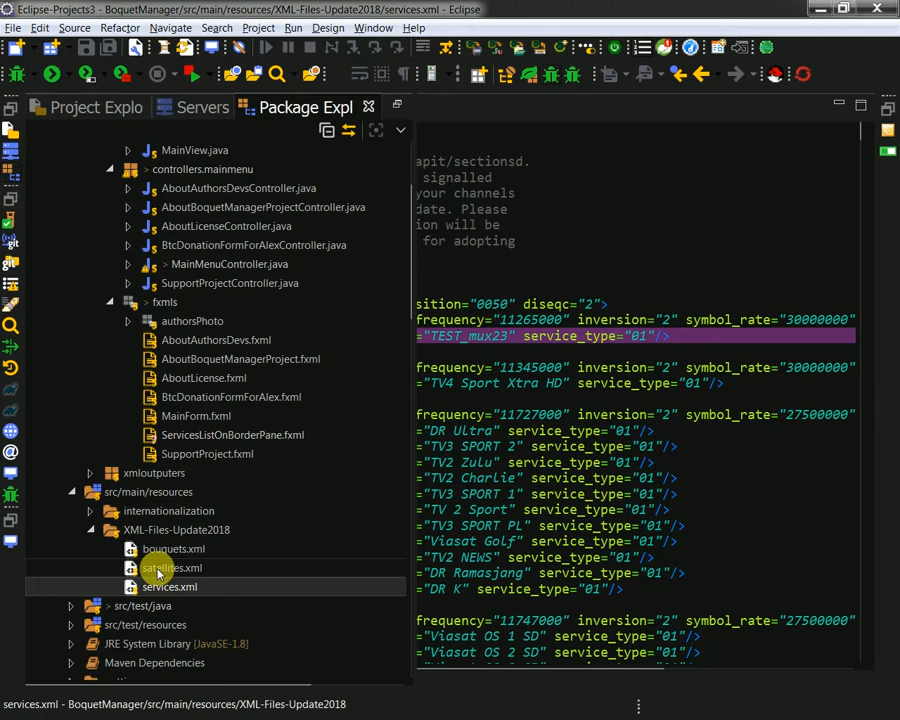 Eclipse-Projects3 - BoquetManager/src/main/resources/XML-Files-Update2018/services.xml - Eclipse
File Edit Source Refactor Navigate Search Project Run Design Window Help
Project Explo Servers Package Expl
MainView.java
> controllers.mainmenu
AboutAuthorsDevsController.java
AboutBoquetManagerProjectController.java
AboutLicenseController.java
BtcDonationFormForAlexController.java
> MainMenuController.java
SupportProjectController.java
> fxmls
authorsPhoto
AboutAuthorsDevs.fxml
AboutBoquetManagerProject.fxml
AboutLicense.fxml
BtcDonationFormForAlex.fxml
MainForm.fxml
ServicesListOnBorderPane.fxml
SupportProject.fxml
xmloutputers
src/main/resources
internationalization
XML-Files-Update2018
bouquets.xml
satellites.xml
services.xml
> src/test/java
src/test/resources
JRE System Library [JavaSE-1.8]
Maven Dependencies
apit/sectionsd.
signalled
your channels
date. Please
ion will be
for adopting
sition="0050" diseqc="2">
frequency="11265000" inversion="2" symbol_rate="30000000"
="TEST_mux23" service_type="01"/>
frequency="11345000" inversion="2" symbol_rate="30000000"
="TV4 Sport Xtra HD" service_type="01"/>
frequency="11727000" inversion="2" symbol_rate="27500000"
="DR Ultra" service_type="01"/>
="TV3 SPORT 2" service_type="01"/>
="TV2 Zulu" service_type="01"/>
="TV2 Charlie" service_type="01"/>
="TV3 SPORT 1" service_type="01"/>
="TV 2 Sport" service_type="01"/>
="TV3 SPORT PL" service_type="01"/>
="Viasat Golf" service_type="01"/>
="TV2 NEWS" service_type="01"/>
="DR Ramasjang" service_type="01"/>
="DR K" service_type="01"/>
frequency="11747000" inversion="2" symbol_rate="27500000"
="Viasat OS 1 SD" service_type="01"/>
="Viasat OS 2 SD" service_type="01"/>
services.xml - BoquetManager/src/main/resources/XML-Files-Update2018